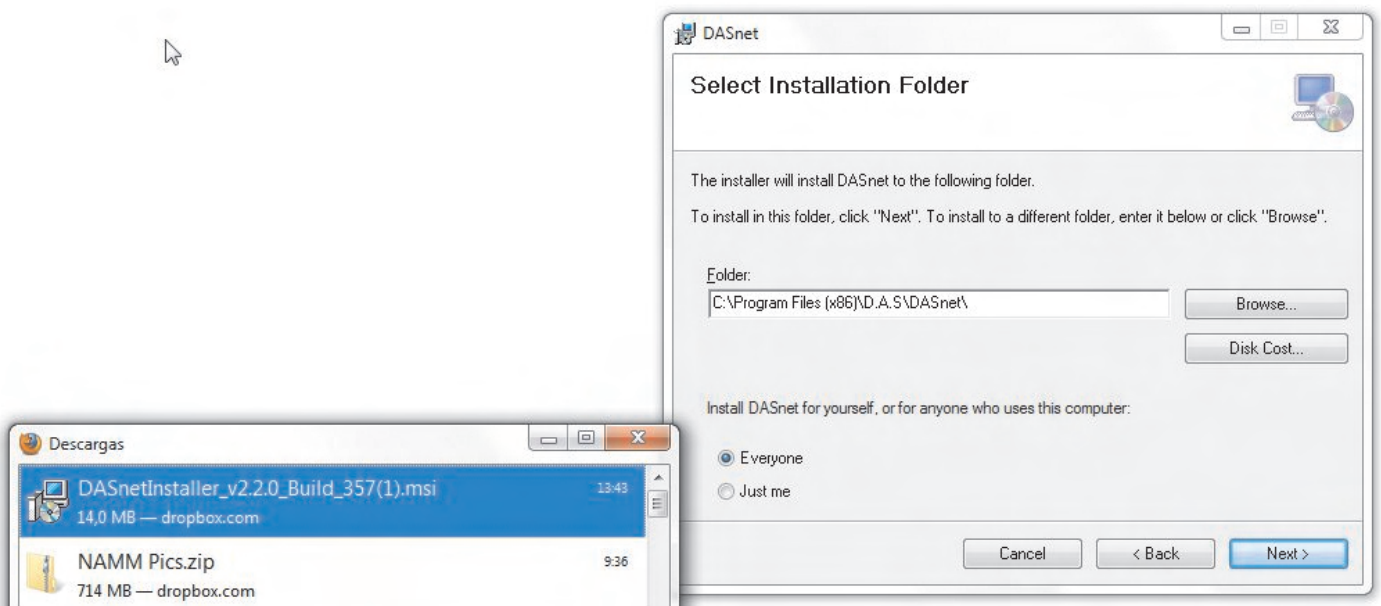 DASnet
Select Installation Folder
The installer will install DASnet to the following folder.
To install in this folder, click "Next". To install to a different folder, enter it below or click "Browse".
Folder:
C:\Program Files (x86)\D.A.S\DASnet\
Browse...
Disk Cost...
Install DASnet for yourself, or for anyone who uses this computer:
Everyone
Just me
Cancel
< Back
Next >
Descargas
DASnetInstaller_v2.2.0_Build_357(1).msi 13:43
14,0 MB — dropbox.com
NAMM Pics.zip 9:36
714 MB — dropbox.com